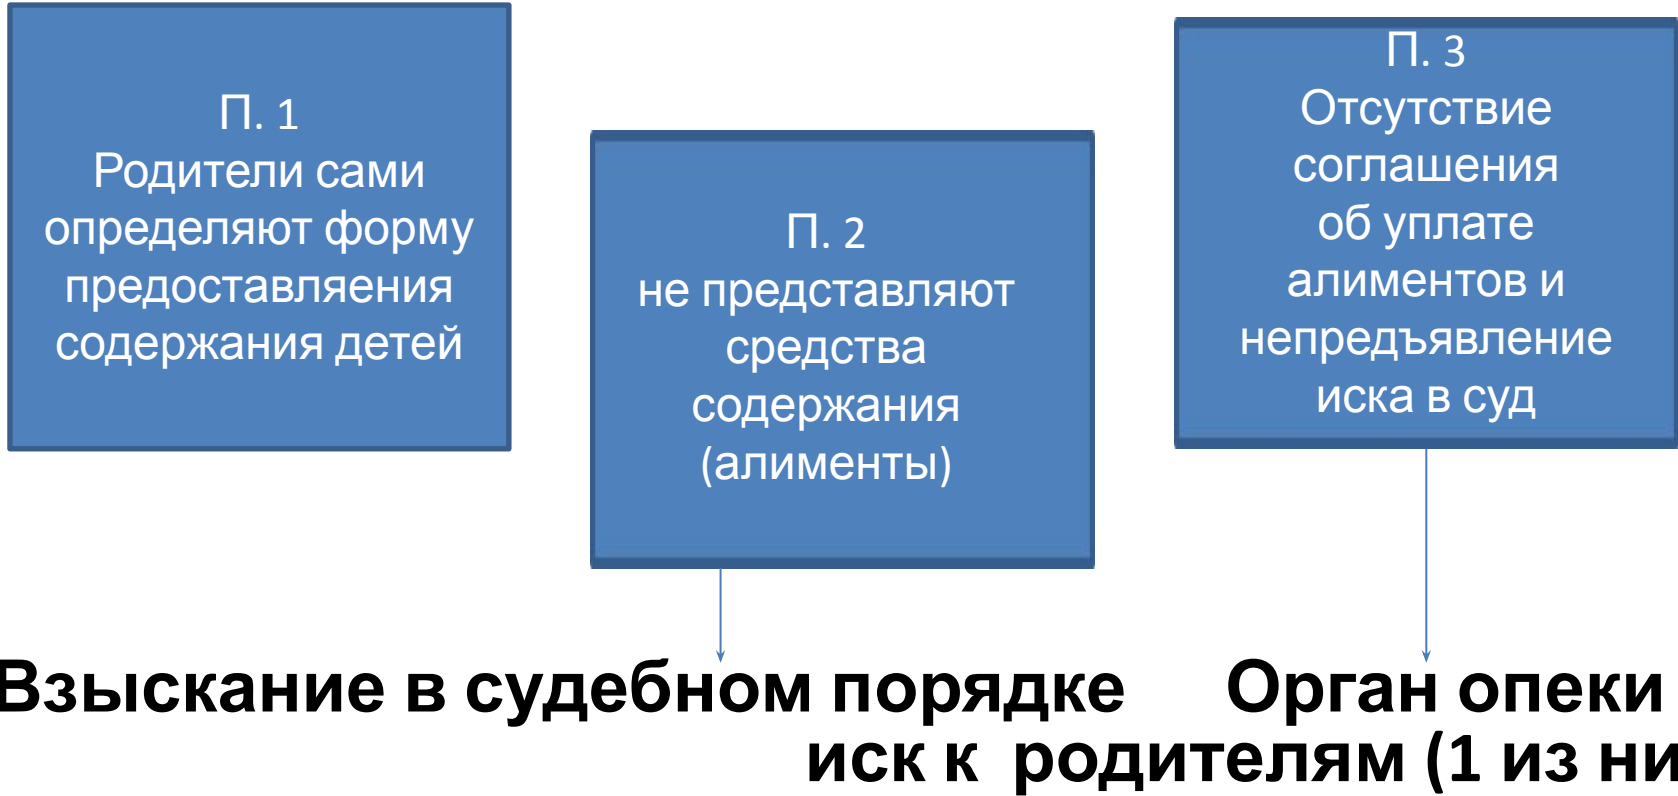 П. 1
Родители сами
определяют форму
предоставляения
содержания детей
П. 2
не представляют
средства
содержания
(алименты)
П. 3
Отсутствие
соглашения
об уплате
алиментов и
непредъявление
иска в суд
Взыскание в судебном порядке Орган опеки
иск к родителям (1 из ни